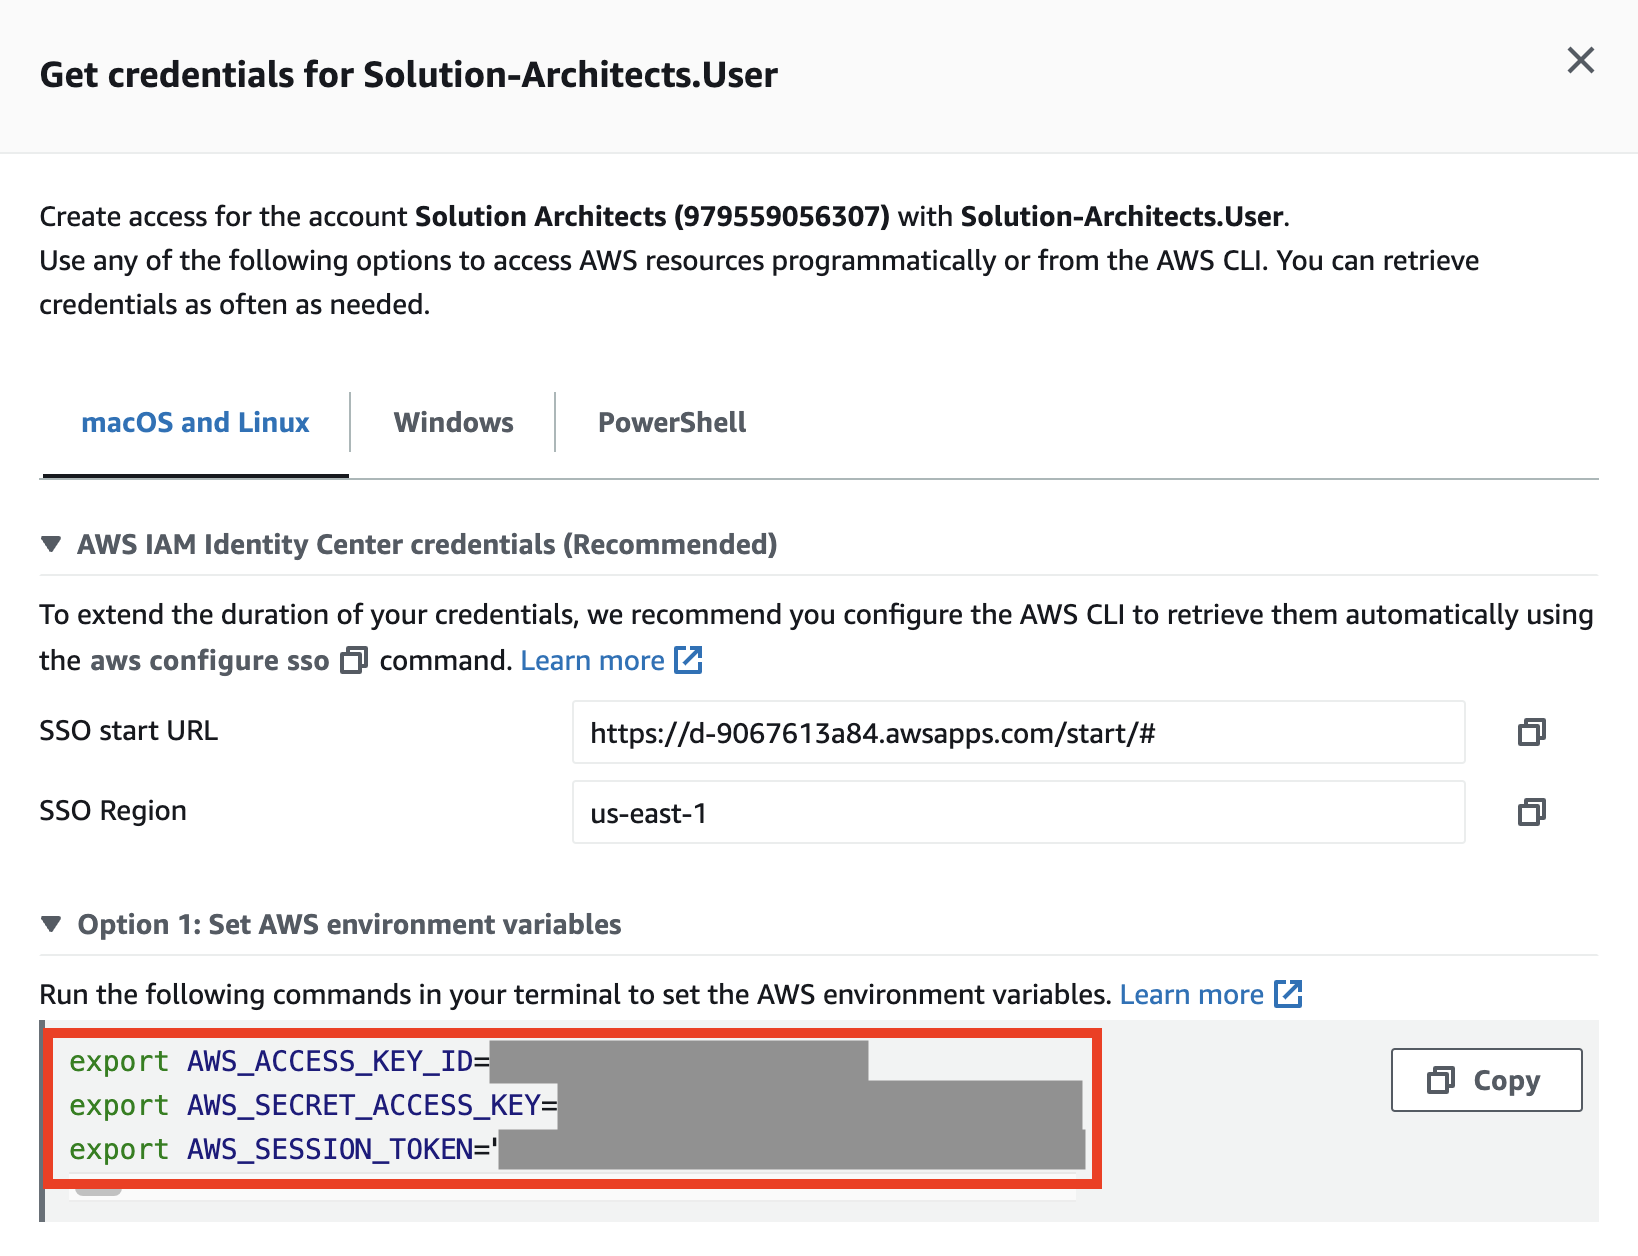 Get credentials for Solution-Architects.User
Create access for the account Solution Architects (979559056307) with Solution-Architects.User.
Use any of the following options to access AWS resources programmatically or from the AWS CLI. You can retrieve
credentials as often as needed.
macOS and Linux
Windows
PowerShell
AWS IAM Identity Center credentials (Recommended)
To extend the duration of your credentials, we recommend you configure the AWS CLI to retrieve them automatically using
the aws configure sso command. Learn more
SSO start URL
https://d-9067613a84.awsapps.com/start/#
SSO Region
us-east-1
Option 1: Set AWS environment variables
Run the following commands in your terminal to set the AWS environment variables. Learn more
export AWS_ACCESS_KEY_ID=
export AWS_SECRET_ACCESS_KEY=
export AWS_SESSION_TOKEN='
Copy